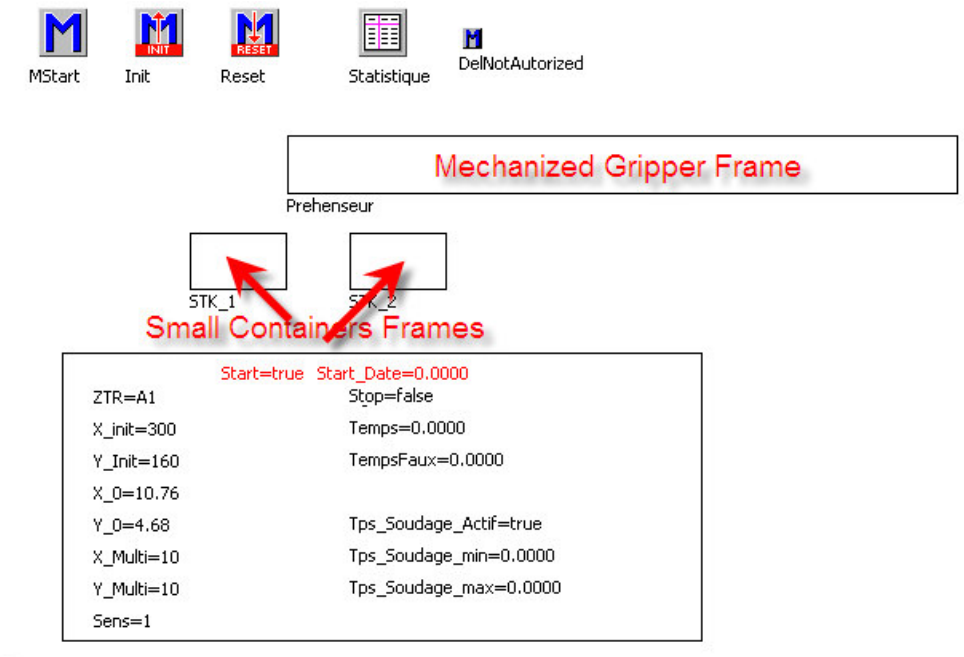 M M INIT M RESET M
DelNotAutorized
MStart Init Reset Statistique
Mechanized Gripper Frame
Prehenseur
STK_1 STK_2
Small Containers Frames
Start=true Start_Date=0.0000
ZTR=A1 Stop=false
X_init=300 Temps=0.0000
Y_Init=160 TempsFaux=0.0000
X_0=10.76
Y_0=4.68 Tps_Soudage_Actif=true
X_Multi=10 Tps_Soudage_min=0.0000
Y_Multi=10 Tps_Soudage_max=0.0000
Sens=1